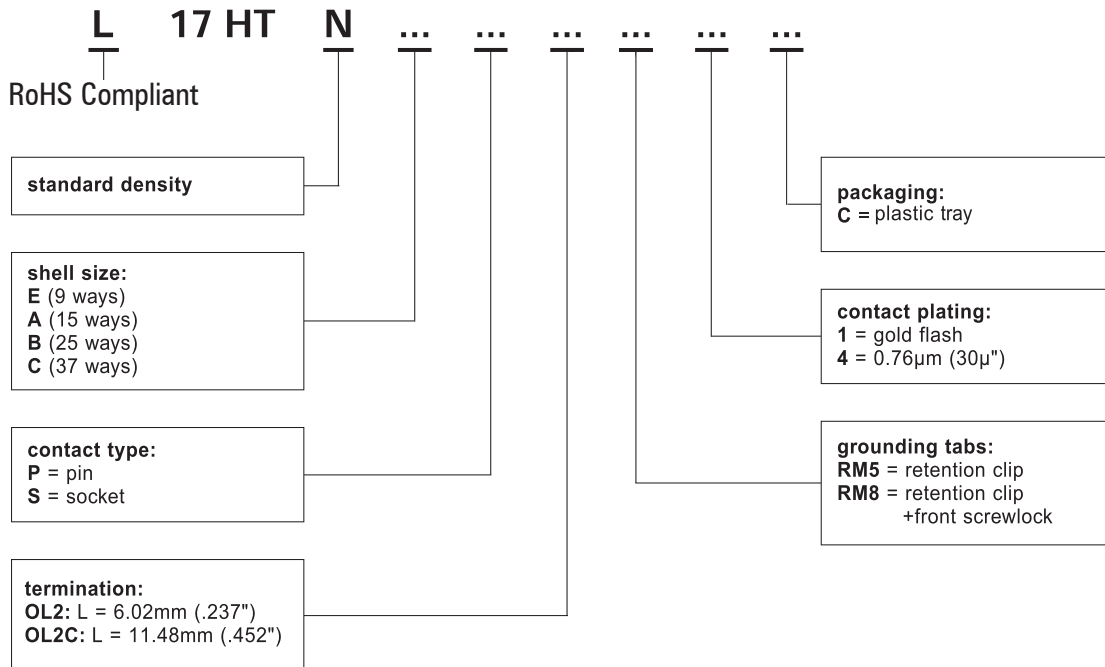 L 17 HT N ... ... ... ... ... ...
RoHS Compliant
standard density
shell size:
E (9 ways)
A (15 ways)
B (25 ways)
C (37 ways)
contact type:
P = pin
S = socket
termination:
OL2: L = 6.02mm (.237")
OL2C: L = 11.48mm (.452")
packaging:
C = plastic tray
contact plating:
1 = gold flash
4 = 0.76µm (30µ")
grounding tabs:
RM5 = retention clip
RM8 = retention clip
+front screwlock